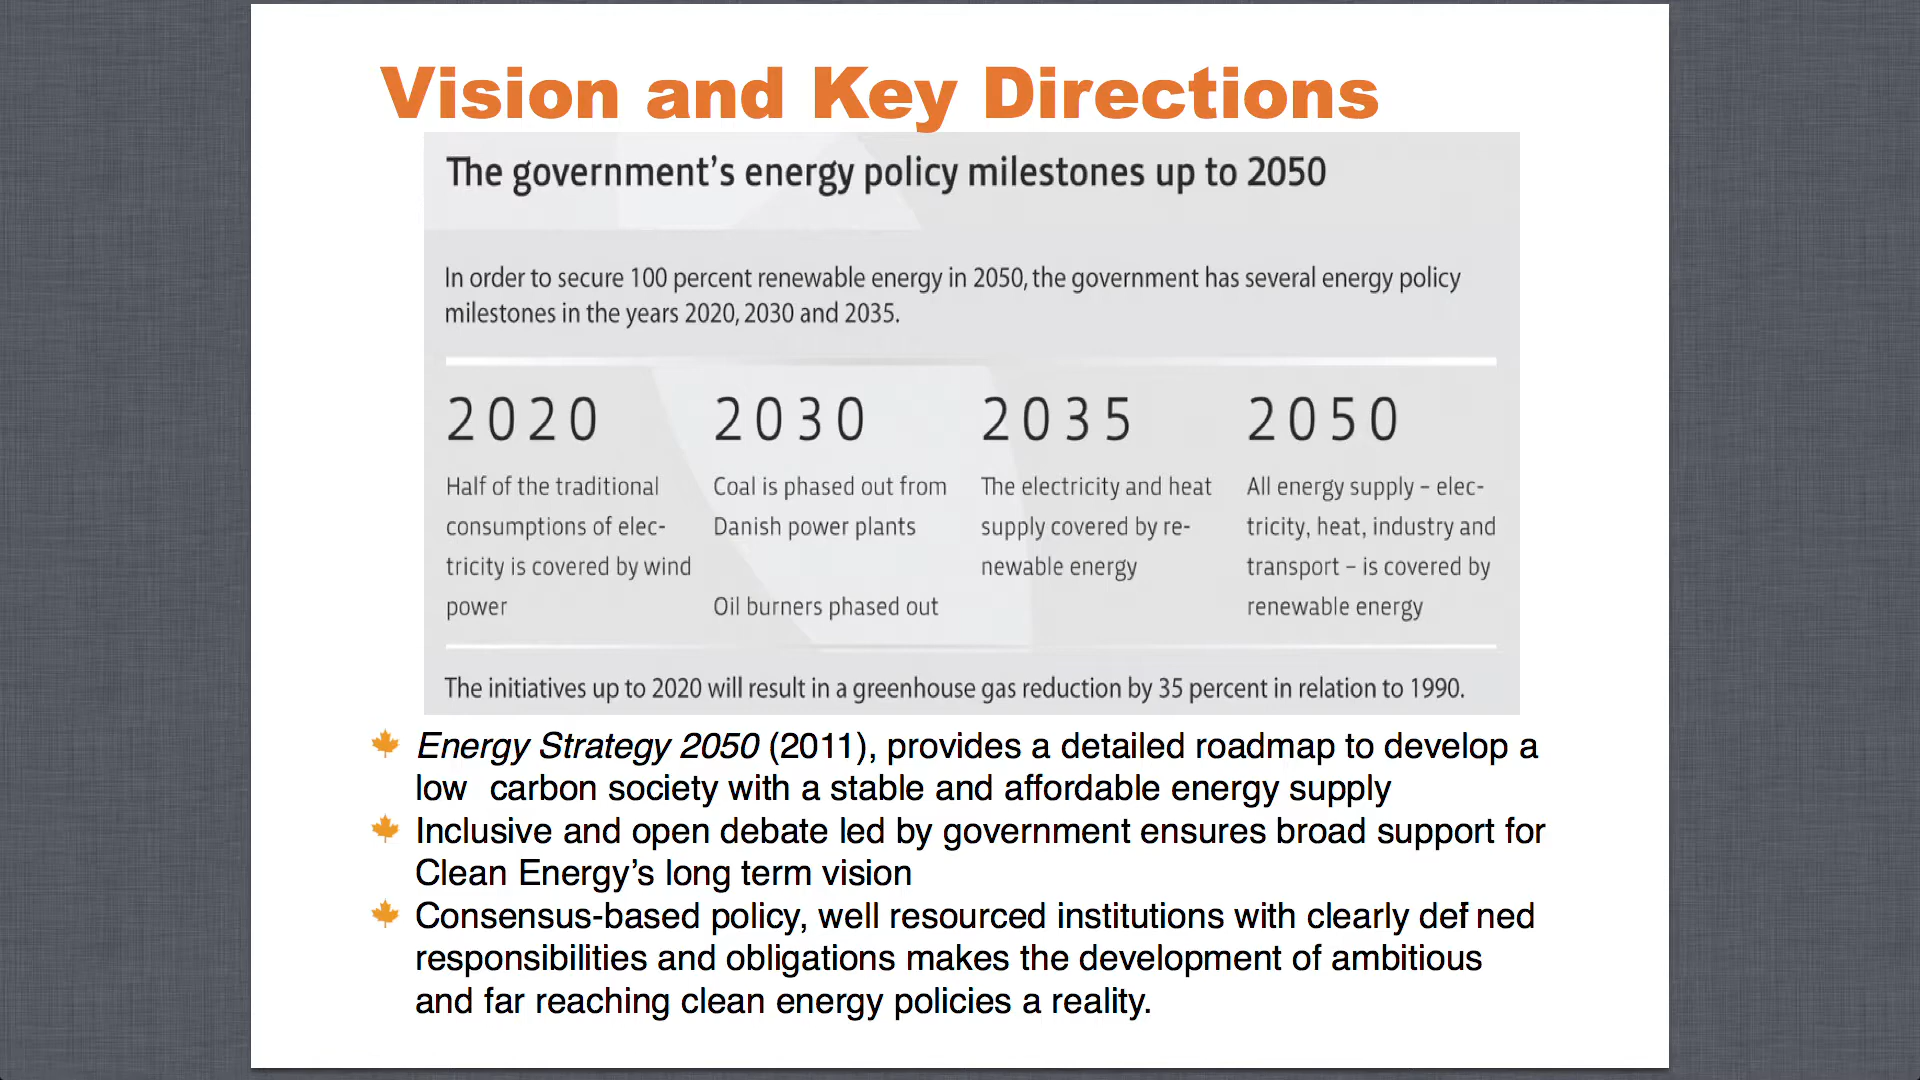 Vision and Key Directions
The government's energy policy milestones up to 2050
In order to secure 100 percent renewable energy in 2050, the government has several energy policy
milestones in the years 2020, 2030 and 2035.
2020
Half of the traditional
consumptions of elec-
tricity is covered by wind
power
2030
Coal is phased out from
Danish power plants
Oil burners phased out
2035
The electricity and heat
supply covered by re-
newable energy
2050
All energy supply – elec-
tricity, heat, industry and
transport – is covered by
renewable energy
The initiatives up to 2020 will result in a greenhouse gas reduction by 35 percent in relation to 1990.
Energy Strategy 2050 (2011), provides a detailed roadmap to develop a
low carbon society with a stable and affordable energy supply
Inclusive and open debate led by government ensures broad support for
Clean Energy's long term vision
Consensus-based policy, well resourced institutions with clearly def ned
responsibilities and obligations makes the development of ambitious
and far reaching clean energy policies a reality.